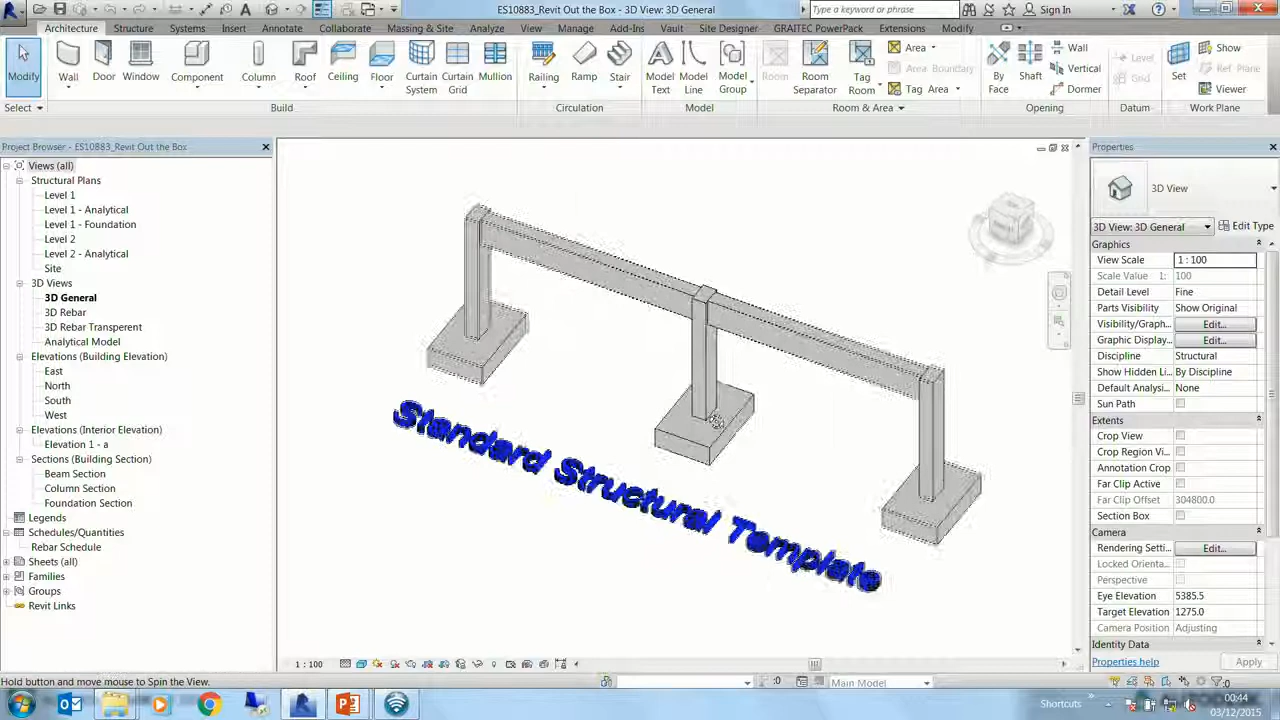 ES10883_Revit Out the Box - 3D View: 3D General
Type a keyword or phrase
Sign In
Architecture
Structure
Systems
Insert
Annotate
Collaborate
Massing & Site
Analyze
View
Manage
Add-Ins
Vault
Site Designer
GRAITEC PowerPack
Extensions
Modify
Modify
Wall
Door
Window
Component
Column
Roof
Ceiling
Floor
Curtain System
Curtain Grid
Mullion
Railing
Ramp
Stair
Model Text
Model Line
Model Group
Room
Room Separator
Tag Room
Area
Area Boundary
Tag Area
By Face
Shaft
Wall
Vertical
Dormer
Level
Grid
Set
Show
Ref Plane
Viewer
Select
Build
Circulation
Model
Room & Area
Opening
Datum
Work Plane
Project Browser - ES10883_Revit Out the Box
Views (all)
Structural Plans
Level 1
Level 1 - Analytical
Level 1 - Foundation
Level 2
Level 2 - Analytical
Site
3D Views
3D General
3D Rebar
3D Rebar Transperent
Analytical Model
Elevations (Building Elevation)
East
North
South
West
Elevations (Interior Elevation)
Elevation 1 - a
Sections (Building Section)
Beam Section
Column Section
Foundation Section
Legends
Schedules/Quantities
Rebar Schedule
Sheets (all)
Families
Groups
Revit Links
Standard Structural Template
Properties
3D View
3D View: 3D General
Edit Type
Graphics
View Scale 1 : 100
Scale Value 1: 100
Detail Level Fine
Parts Visibility Show Original
Visibility/Graph... Edit...
Graphic Display... Edit...
Discipline Structural
Show Hidden Li... By Discipline
Default Analysi... None
Sun Path
Extents
Crop View
Crop Region Vi...
Annotation Crop
Far Clip Active
Far Clip Offset 304800.0
Section Box
Camera
Rendering Setti... Edit...
Locked Orienta...
Perspective
Eye Elevation 5385.5
Target Elevation 1275.0
Camera Position Adjusting
Identity Data
Properties help
Apply
1 : 100
Hold button and move mouse to Spin the View.
:0
Main Model
:0
Shortcuts
00:44
03/12/2015